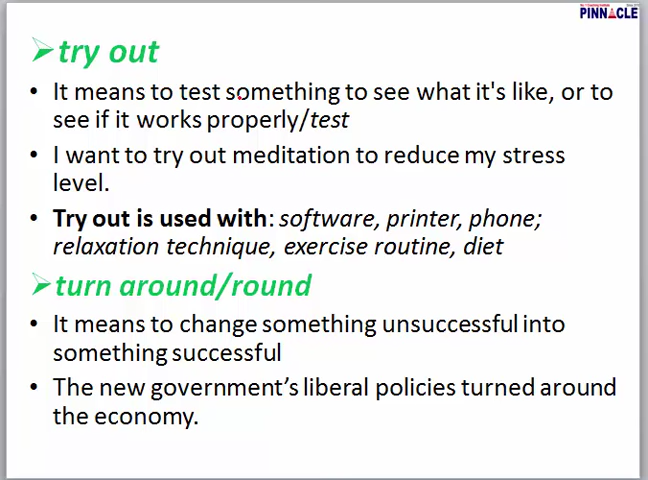 PINNACLE
try out
It means to test something to see what it's like, or to
see if it works properly/test
I want to try out meditation to reduce my stress
level.
Try out is used with: software, printer, phone;
relaxation technique, exercise routine, diet
turn around/round
It means to change something unsuccessful into
something successful
The new government’s liberal policies turned around
the economy.